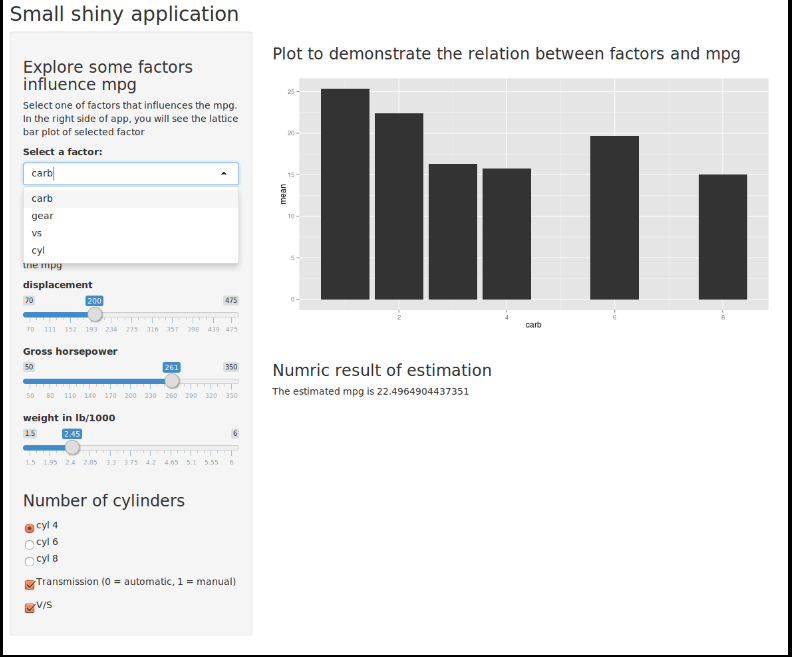 Small shiny application
Explore some factors
influence mpg
Select one of factors that influences the mpg.
In the right side of app, you will see the lattice
bar plot of selected factor
Select a factor:
carb
carb
gear
vs
cyl
the mpg
displacement
70 200 475
70 111 152 193 234 275 316 357 398 439 475
Gross horsepower
50 261 350
50 80 110 140 170 200 230 260 290 320 350
weight in lb/1000
1.5 2.45 6
1.5 1.95 2.4 2.85 3.3 3.75 4.2 4.65 5.1 5.55 6
Number of cylinders
cyl 4
cyl 6
cyl 8
Transmission (0 = automatic, 1 = manual)
V/S
Plot to demonstrate the relation between factors and mpg
25
20
15
10
5
0
mean
2 4 6 8
carb
Numric result of estimation
The estimated mpg is 22.4964904437351